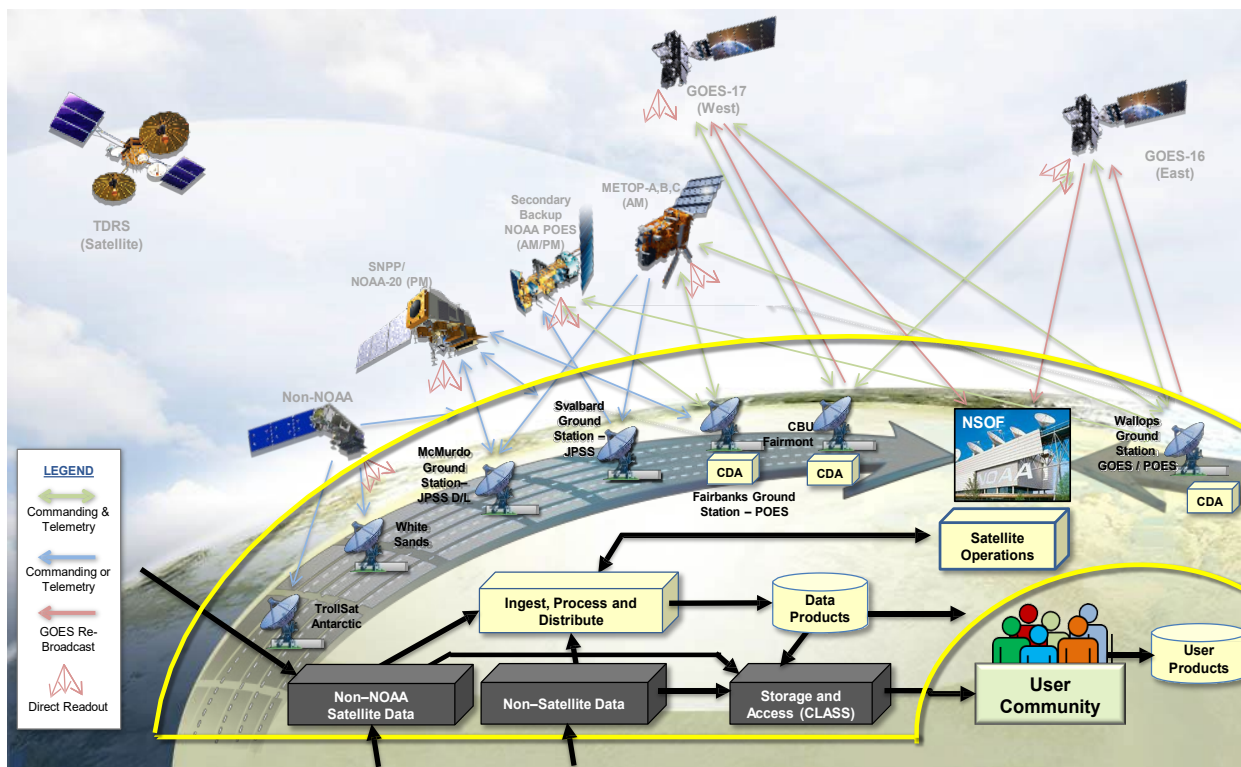 GOES-17
(West)
GOES-16
(East)
TDRS
(Satellite)
METOP-A,B,C
(AM)
Secondary
Backup
NOAA POES
(AM/PM)
SNPP/
NOAA-20 (PM)
Non-NOAA
Svalbard
Ground
Station –
JPSS
McMurdo
Ground
Station–
JPSS D/L
White
Sands
TrollSat
Antarctic
CDA
Fairbanks Ground
Station – POES
CBU
Fairmont
CDA
NSOF
NOAA
Wallops
Ground
Station
GOES / POES
CDA
LEGEND
Commanding &
Telemetry
Commanding or
Telemetry
GOES Re-
Broadcast
Direct Readout
Satellite
Operations
Ingest, Process and
Distribute
Data
Products
User
Products
Non–NOAA
Satellite Data
Non–Satellite Data
Storage and
Access (CLASS)
User
Community